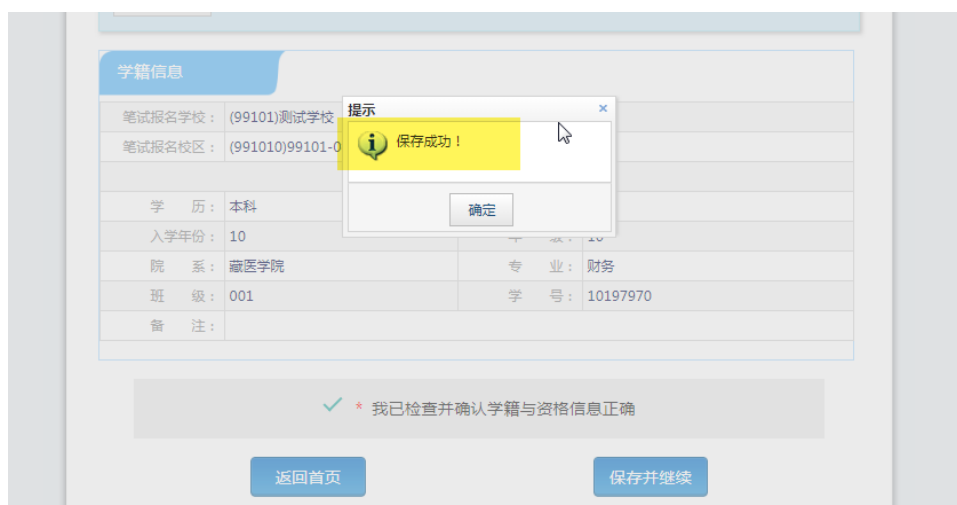 学籍信息
提示 ×
笔试报名学校： (99101)测试学校
保存成功！
笔试报名校区： (991010)99101-0
学 历： 本科
确定
入学年份： 10
院 系： 藏医学院 专 业： 财务
班 级： 001 学 号： 10197970
备 注：
* 我已检查并确认学籍与资格信息正确
返回首页 保存并继续